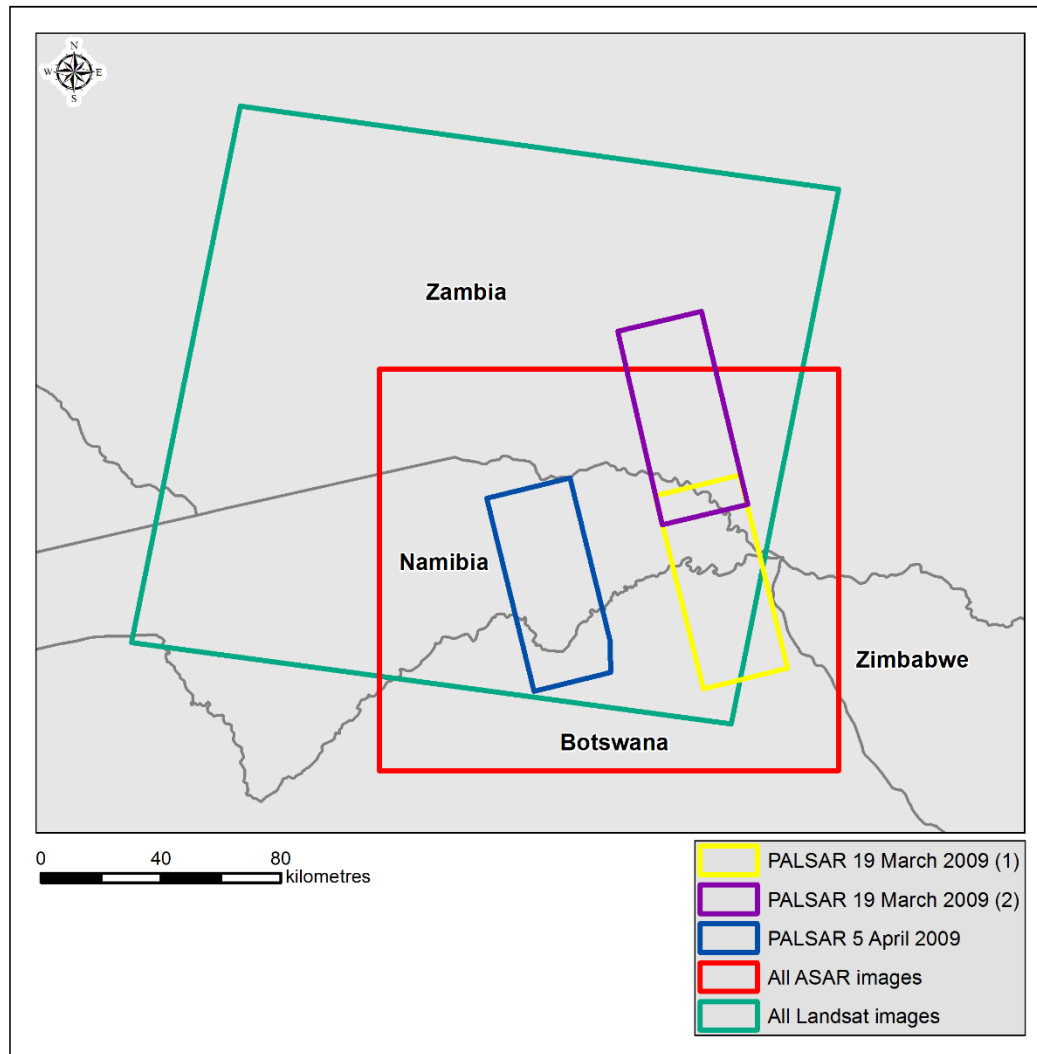 N
W E
S
Zambia
Namibia
Zimbabwe
Botswana
0 40 80
kilometres
PALSAR 19 March 2009 (1)
PALSAR 19 March 2009 (2)
PALSAR 5 April 2009
All ASAR images
All Landsat images